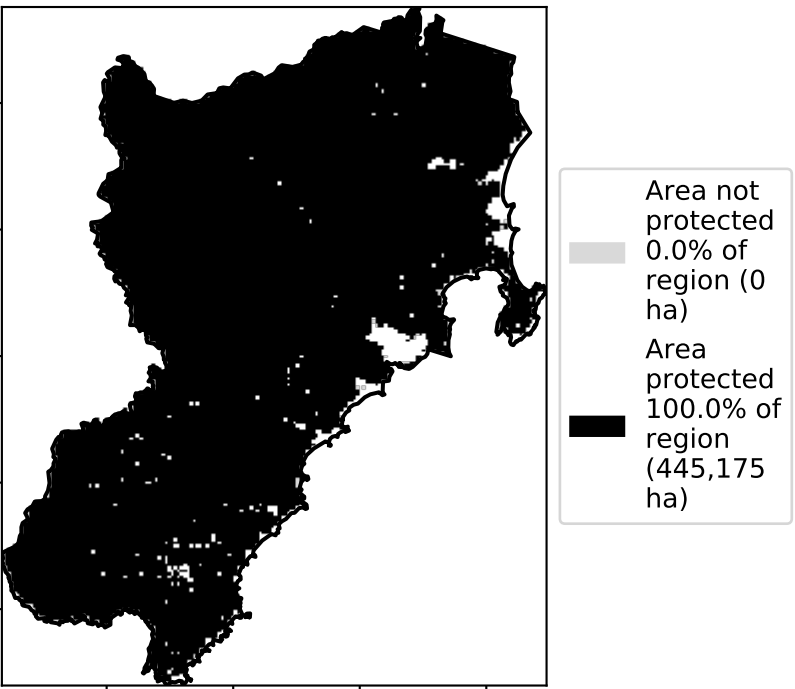 Area not
protected
0.0% of
region (0
ha)
Area
protected
100.0% of
region
(445,175
ha)